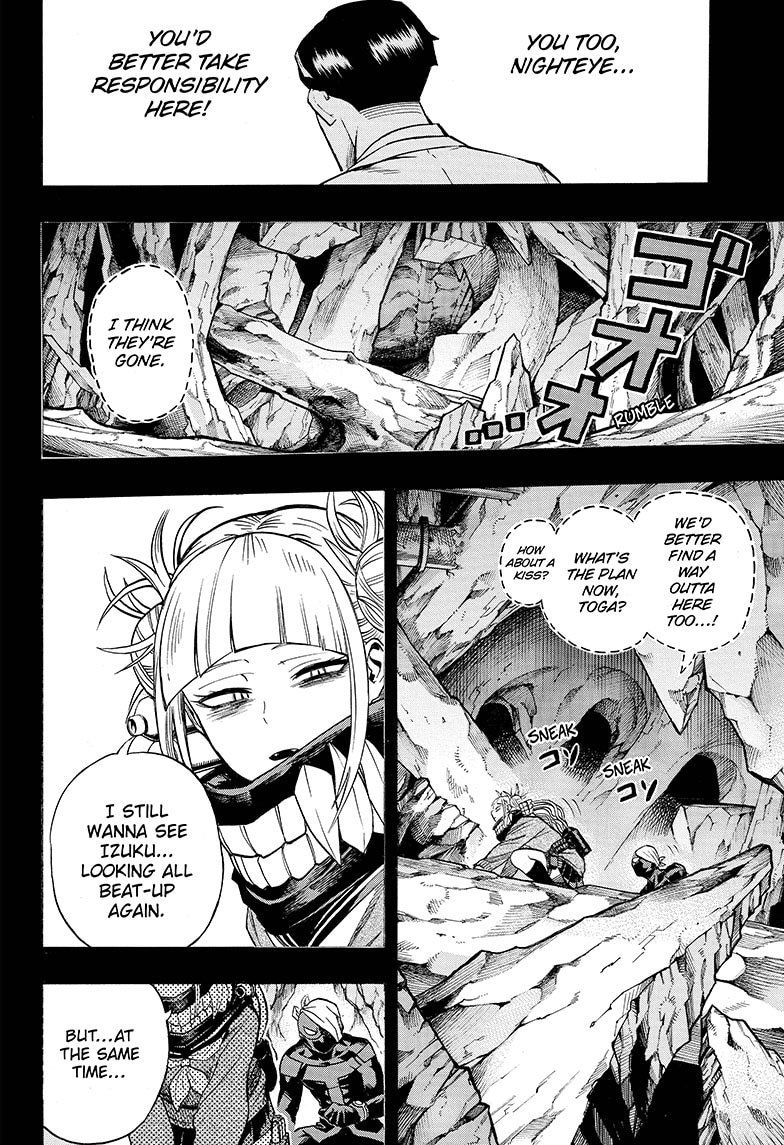 YOU TOO,
NIGHTEYE...
YOU'D
BETTER TAKE
RESPONSIBILITY
HERE!
ゴオオォ...
RUMBLE
I THINK
THEY'RE
GONE.
WE'D
BETTER
FIND A
WAY
OUTTA
HERE
TOO...!
WHAT'S
THE PLAN
NOW,
TOGA?
HOW
ABOUT A
KISS?
SNEAK
コソ
SNEAK
コソ
I STILL
WANNA SEE
IZUKU...
LOOKING ALL
BEAT-UP
AGAIN.
BUT...AT
THE SAME
TIME...